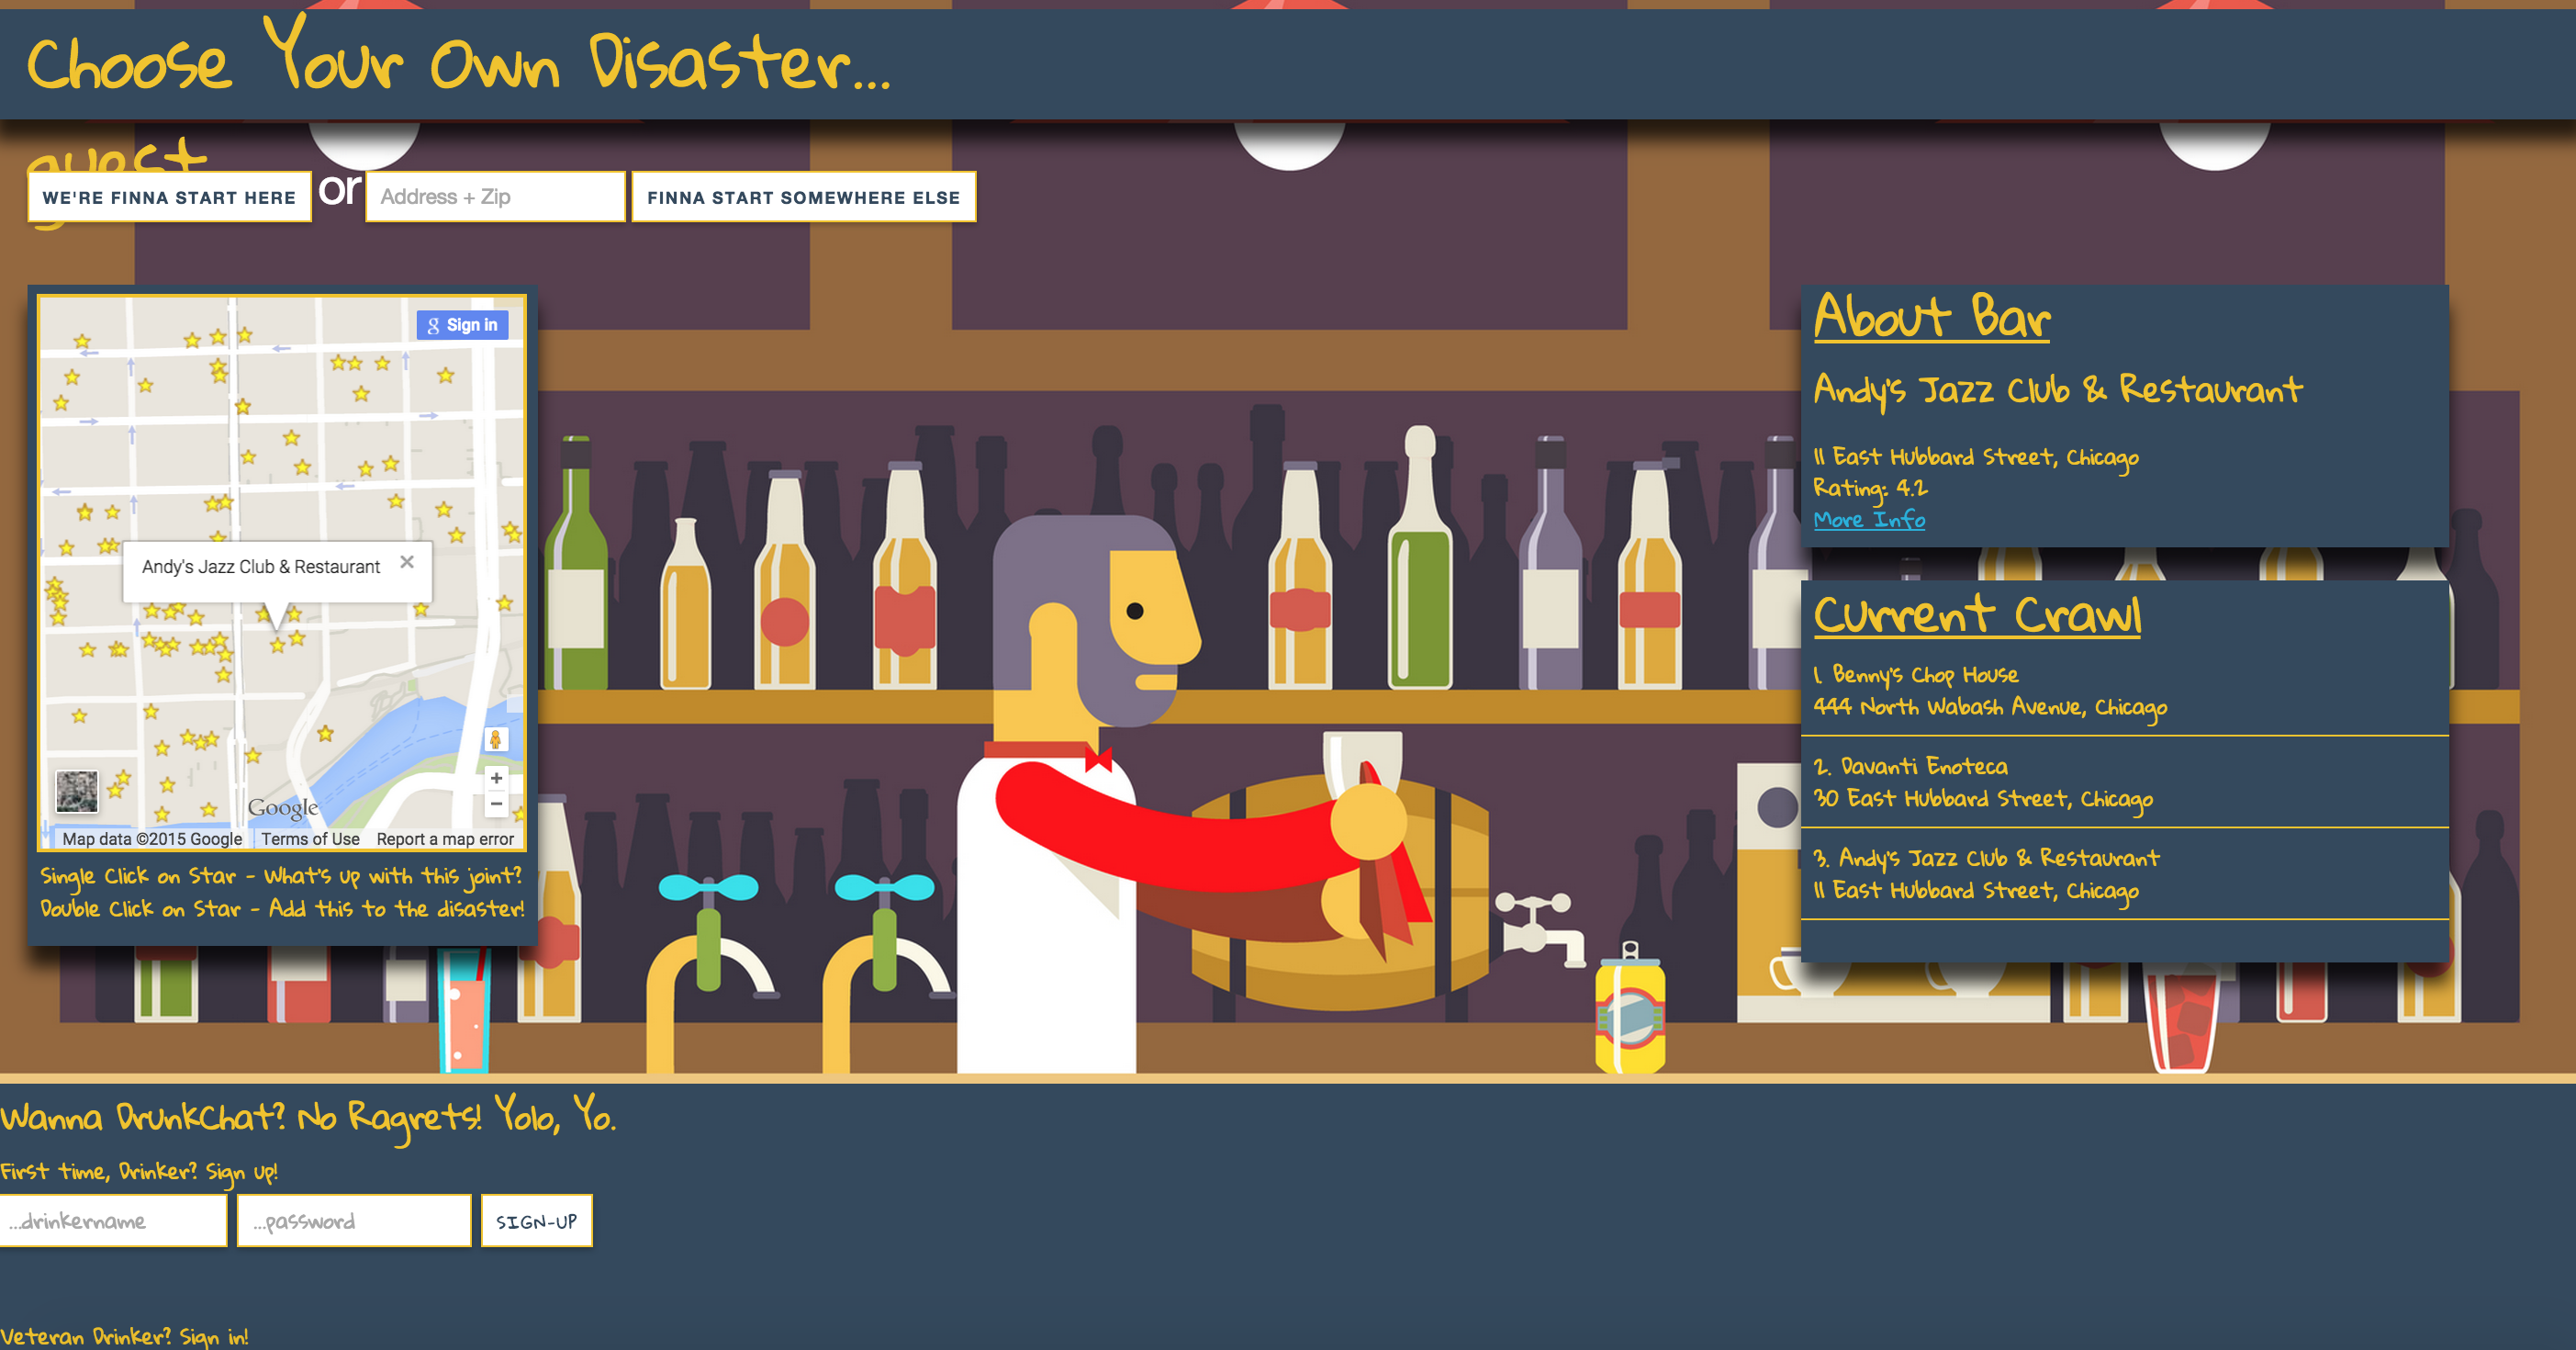 Choose Your Own Disaster...
guest
WE'RE FINNA START HERE or Address + Zip FINNA START SOMEWHERE ELSE
g Sign in
Andy's Jazz Club & Restaurant ×
+
−
Google
Map data ©2015 Google Terms of Use Report a map error
Single Click on Star - What's up with this joint?
Double Click on Star - Add this to the disaster!
About Bar
Andy's Jazz Club & Restaurant
11 East Hubbard Street, Chicago
Rating: 4.2
More Info
Current Crawl
1. Benny's Chop House
444 North Wabash Avenue, Chicago
2. Davanti Enoteca
30 East Hubbard Street, Chicago
3. Andy's Jazz Club & Restaurant
11 East Hubbard Street, Chicago
Wanna DrunkChat? No Ragrets! Yolo, Yo.
First time, Drinker? Sign up!
...drinkername ...password SIGN-UP
Veteran Drinker? Sign in!